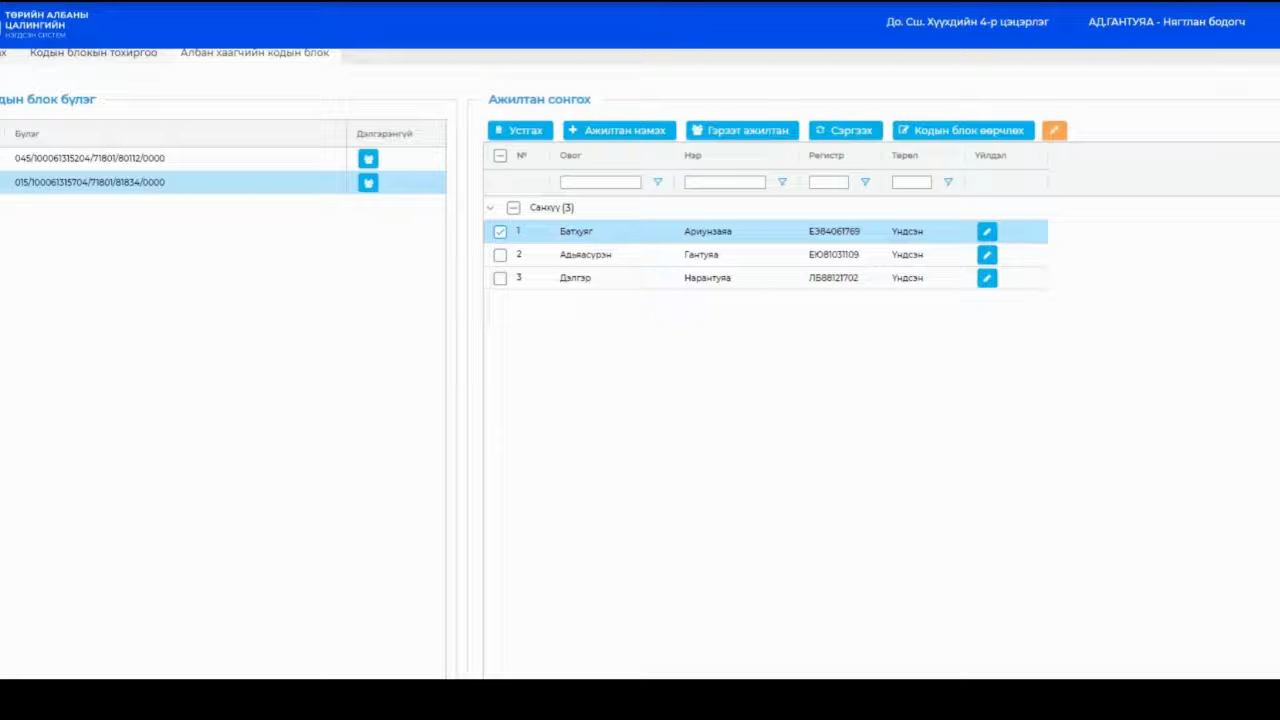 ТӨРИЙН АЛБАНЫ
ЦАЛИНГИЙН
НЭГДСЭН СИСТЕМ
До. Сш. Хүүхдийн 4-р цэцэрлэг
АД.ГАНТУЯА - Нягтлан бодогч
Кодын блокын тохиргоо
Албан хаагчийн кодын блок
дын блок бүлэг
Бүлэг
Дэлгэрэнгүй
045/100061315204/71801/80112/0000
015/100061315704/71801/81834/0000
Ажилтан сонгох
Устгах
Ажилтан нэмэх
Гэрээт ажилтан
Сэргээх
Кодын блок өөрчлөх
№ Овог Нэр Регистр Төрөл Үйлдэл
Санхүү (3)
1 Батхуяг Ариунзаяа ЕЭ84061769 Үндсэн
2 Адъяасүрэн Гантуяа ЕЮ81031109 Үндсэн
3 Дэлгэр Нарантуяа ЛБ88121702 Үндсэн